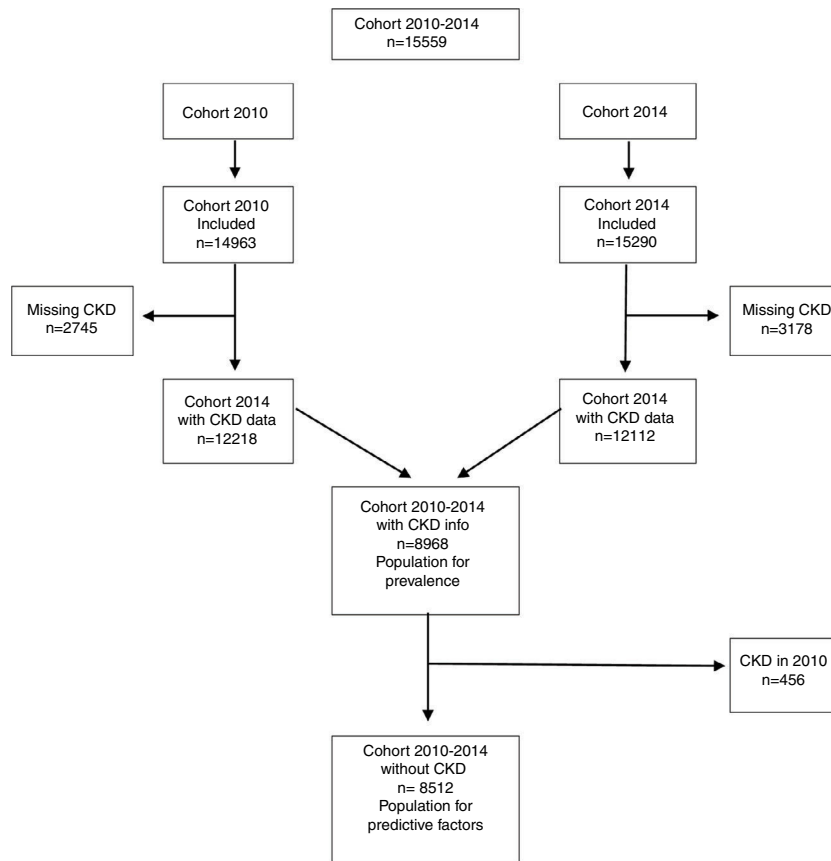 Cohort 2010-2014
n=15559
Cohort 2010
Cohort 2014
Cohort 2010
Included
n=14963
Cohort 2014
Included
n=15290
Missing CKD
n=2745
Missing CKD
n=3178
Cohort 2014
with CKD data
n=12218
Cohort 2014
with CKD data
n=12112
Cohort 2010-2014
with CKD info
n=8968
Population for
prevalence
CKD in 2010
n=456
Cohort 2010-2014
without CKD
n= 8512
Population for
predictive factors